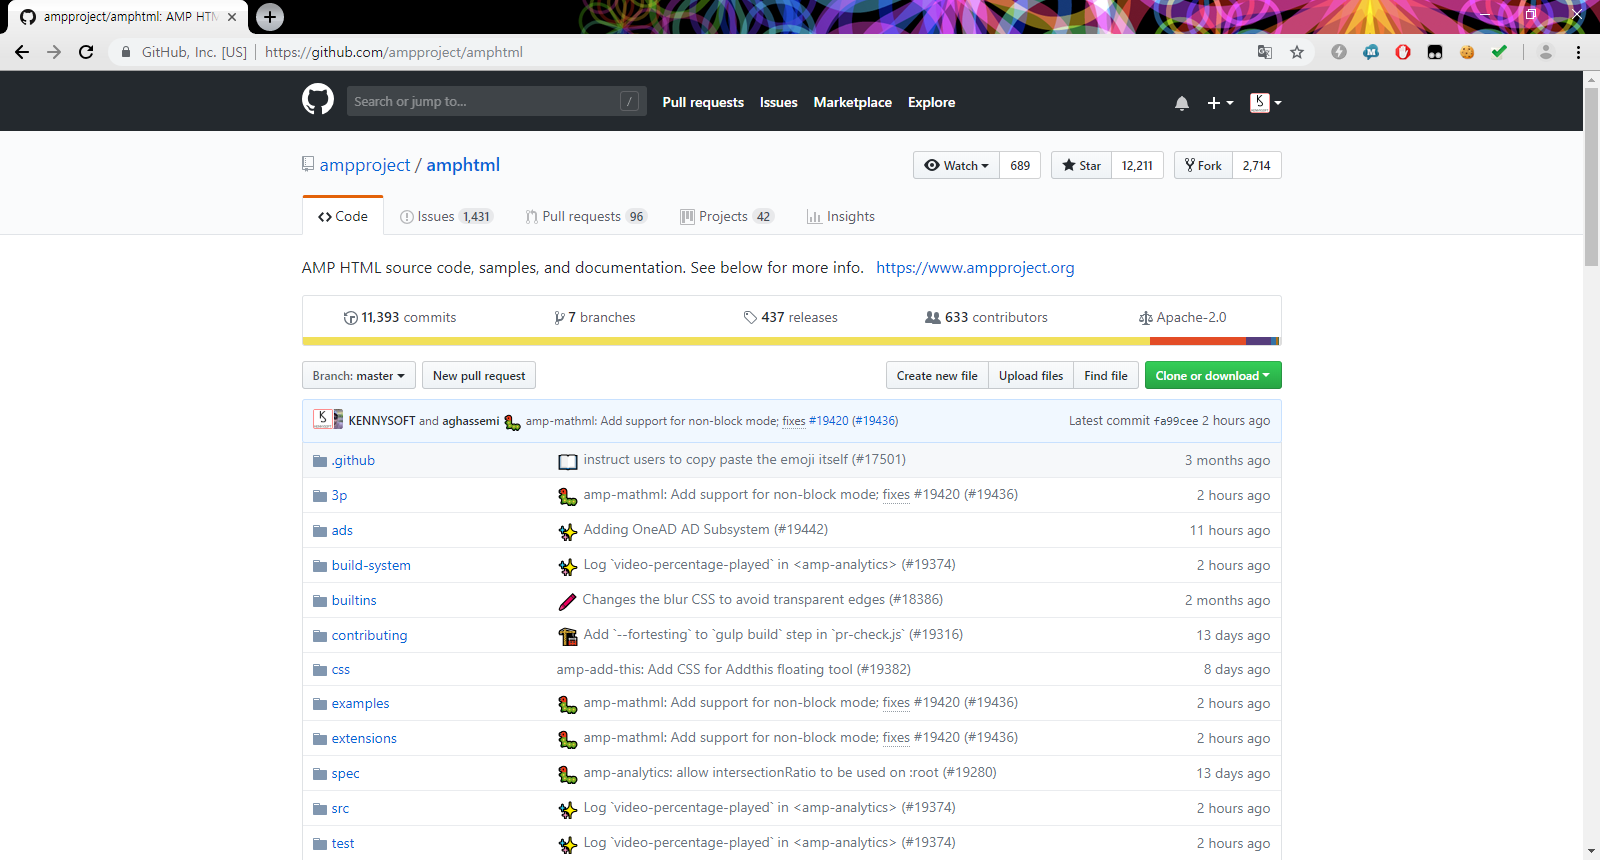 ampproject/amphtml: AMP HTM
GitHub, Inc. [US] | https://github.com/ampproject/amphtml
Search or jump to... / Pull requests Issues Marketplace Explore
ampproject / amphtml Watch 689 Star 12,211 Fork 2,714
Code Issues 1,431 Pull requests 96 Projects 42 Insights
AMP HTML source code, samples, and documentation. See below for more info. https://www.ampproject.org
11,393 commits 7 branches 437 releases 633 contributors Apache-2.0
Branch: master New pull request Create new file Upload files Find file Clone or download
KENNYSOFT and aghassemi amp-mathml: Add support for non-block mode; fixes #19420 (#19436) Latest commit fa99cee 2 hours ago
.github instruct users to copy paste the emoji itself (#17501) 3 months ago
3p amp-mathml: Add support for non-block mode; fixes #19420 (#19436) 2 hours ago
ads Adding OneAD AD Subsystem (#19442) 11 hours ago
build-system Log `video-percentage-played` in <amp-analytics> (#19374) 2 hours ago
builtins Changes the blur CSS to avoid transparent edges (#18386) 2 months ago
contributing Add `--fortesting` to `gulp build` step in `pr-check.js` (#19316) 13 days ago
css amp-add-this: Add CSS for Addthis floating tool (#19382) 8 days ago
examples amp-mathml: Add support for non-block mode; fixes #19420 (#19436) 2 hours ago
extensions amp-mathml: Add support for non-block mode; fixes #19420 (#19436) 2 hours ago
spec amp-analytics: allow intersectionRatio to be used on :root (#19280) 13 days ago
src Log `video-percentage-played` in <amp-analytics> (#19374) 2 hours ago
test Log `video-percentage-played` in <amp-analytics> (#19374) 2 hours ago